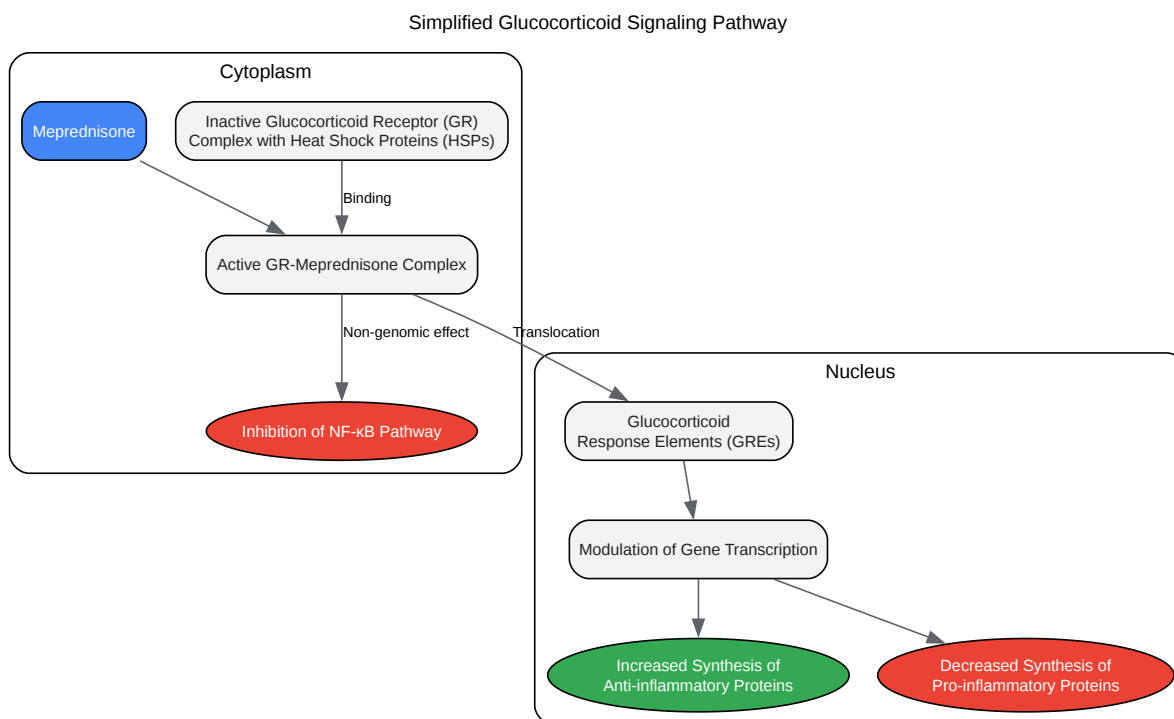 Simplified Glucocorticoid Signaling Pathway
Cytoplasm
Meprednisone
Inactive Glucocorticoid Receptor (GR)
Complex with Heat Shock Proteins (HSPs)
Binding
Active GR-Meprednisone Complex
Non-genomic effect
Translocation
Nucleus
Inhibition of NF-κB Pathway
Glucocorticoid
Response Elements (GREs)
Modulation of Gene Transcription
Increased Synthesis of
Anti-inflammatory Proteins
Decreased Synthesis of
Pro-inflammatory Proteins